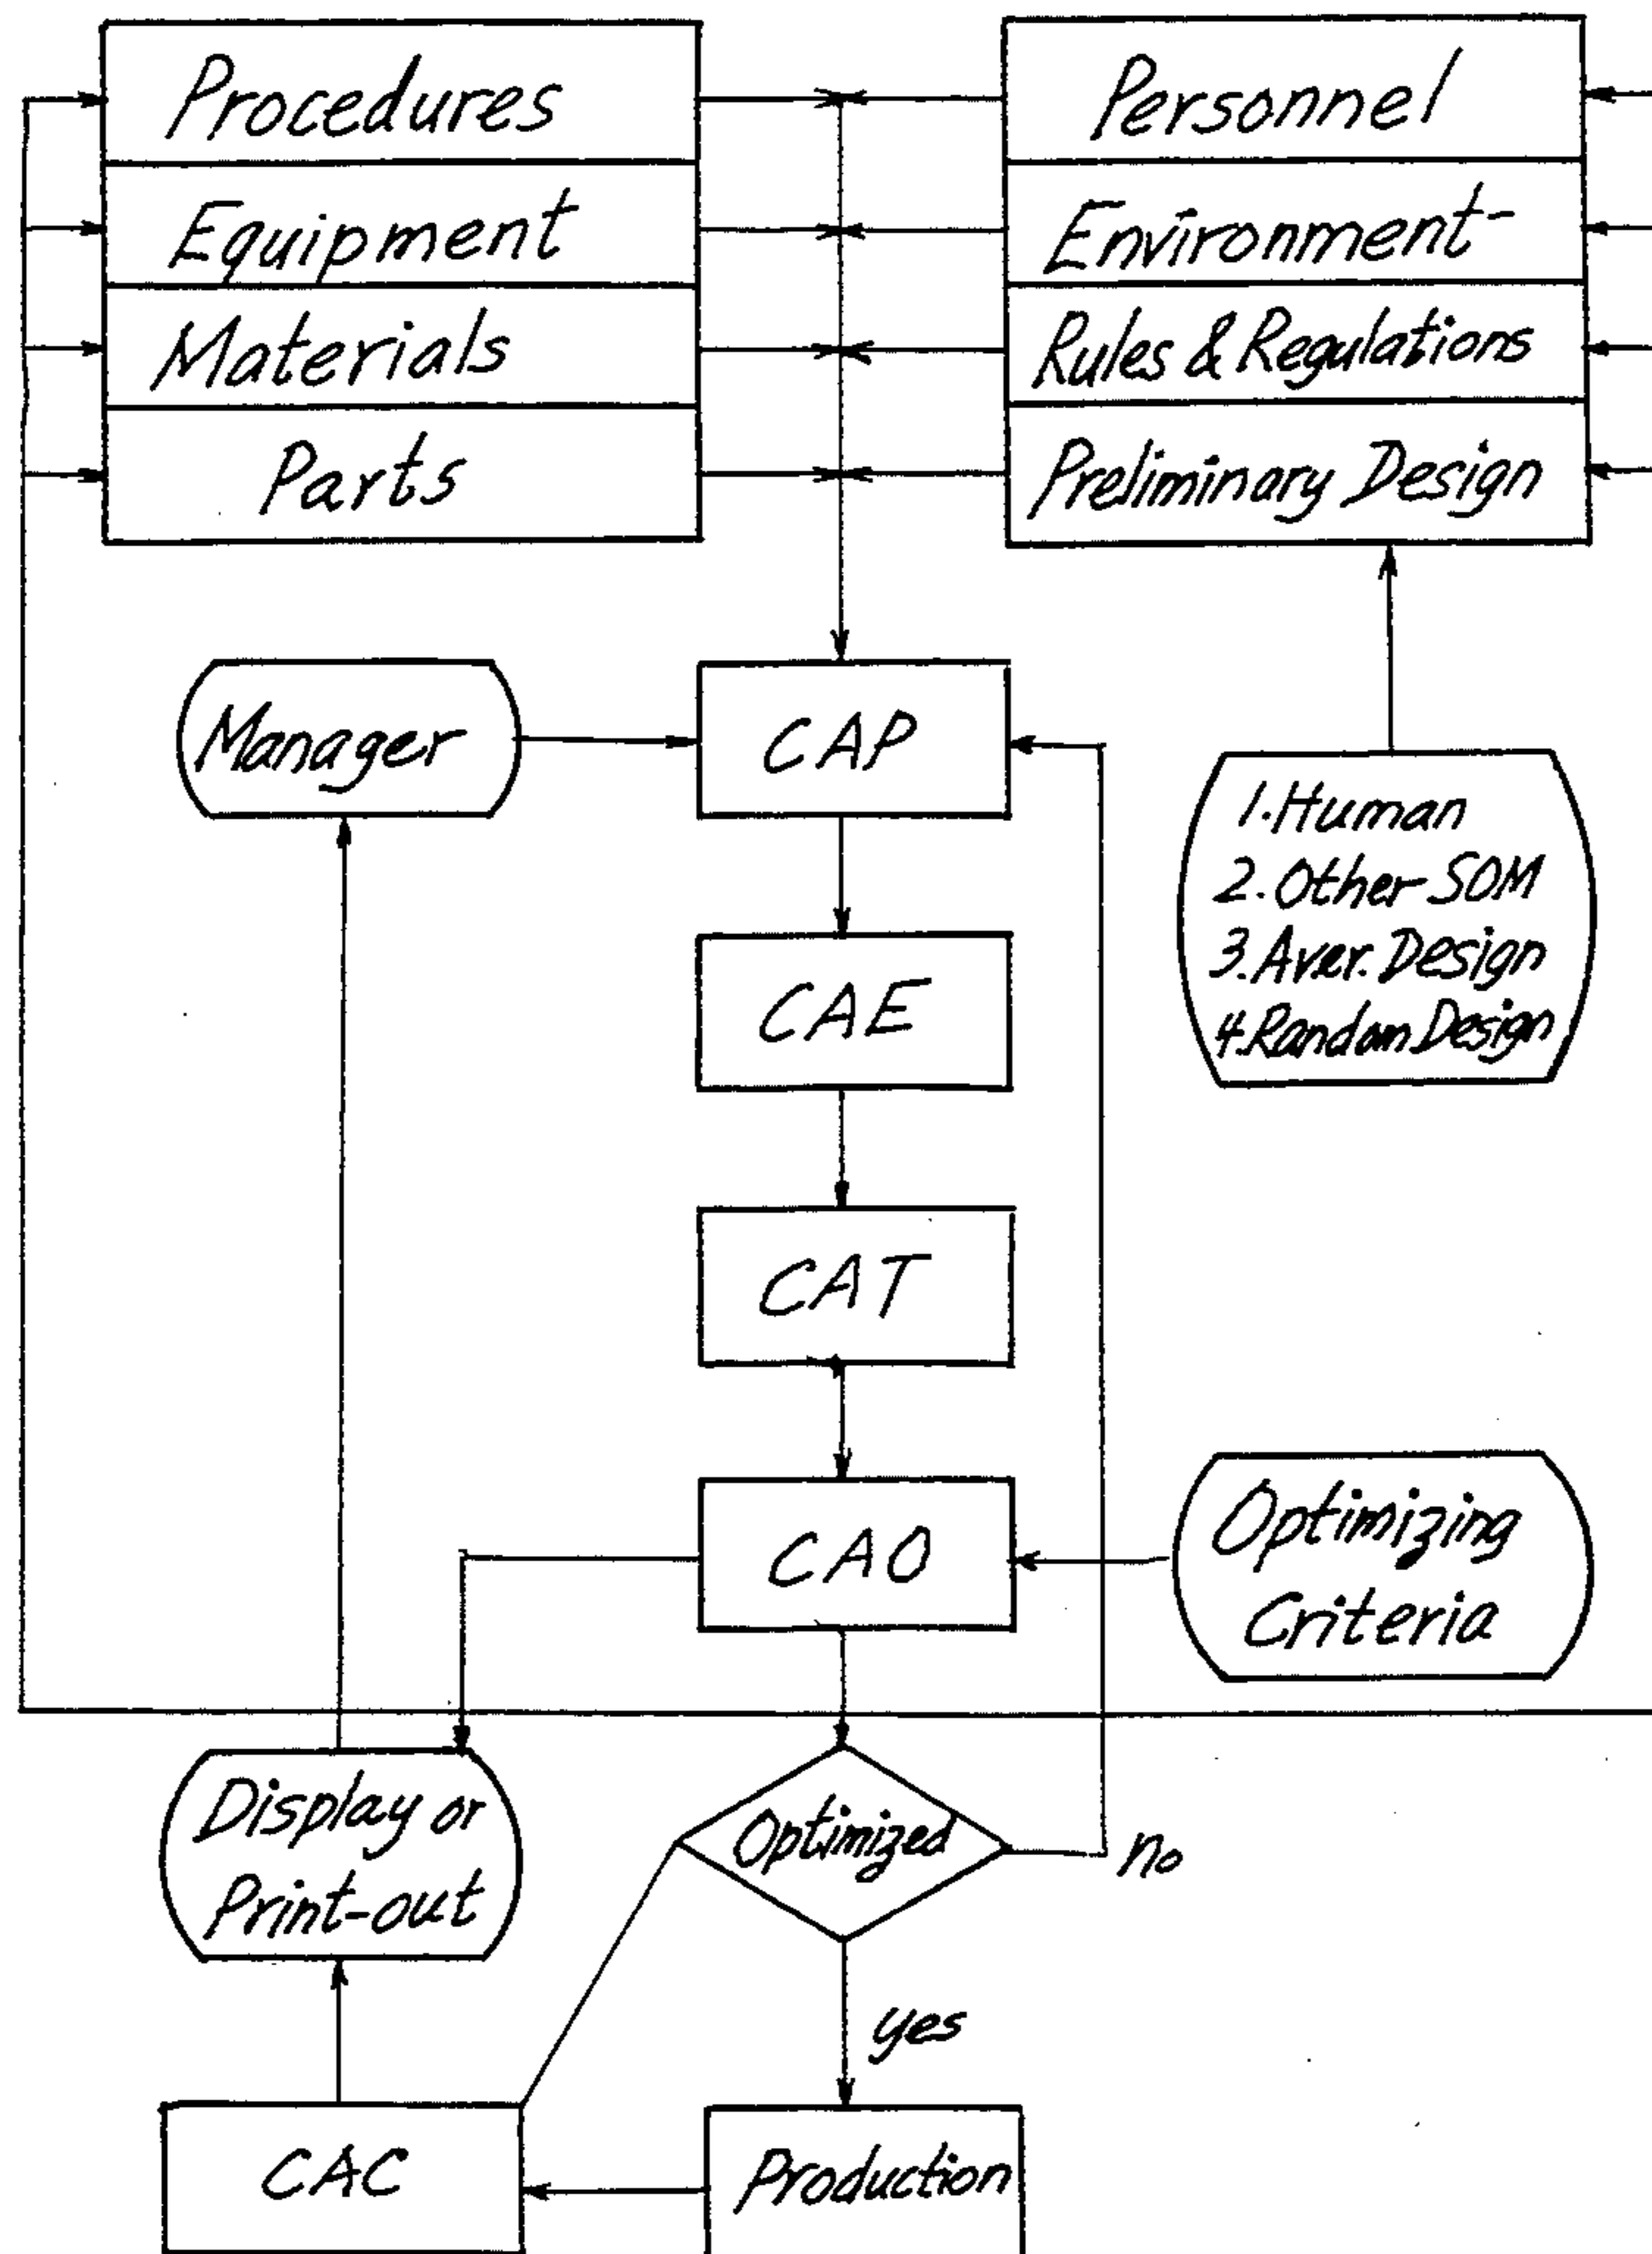 Procedures
Equipment
Materials
Parts
Personnel
Environment
Rules & Regulations
Preliminary Design
Manager
CAP
1. Human
2. Other SOM
3. Aver. Design
4. Random Design
CAE
CAT
CAO
Optimizing
Criteria
Display or
Print-out
Optimized
no
yes
CAC
Production